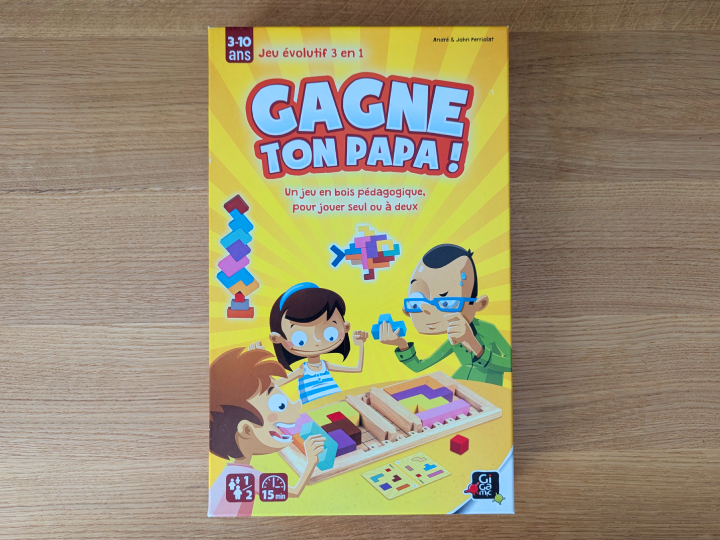 3-10
ans
Jeu évolutif 3 en 1
André & John Perriolat
GAGNE
TON PAPA !
Un jeu en bois pédagogique,
pour jouer seul ou à deux
1/2
15 min
Gigamic